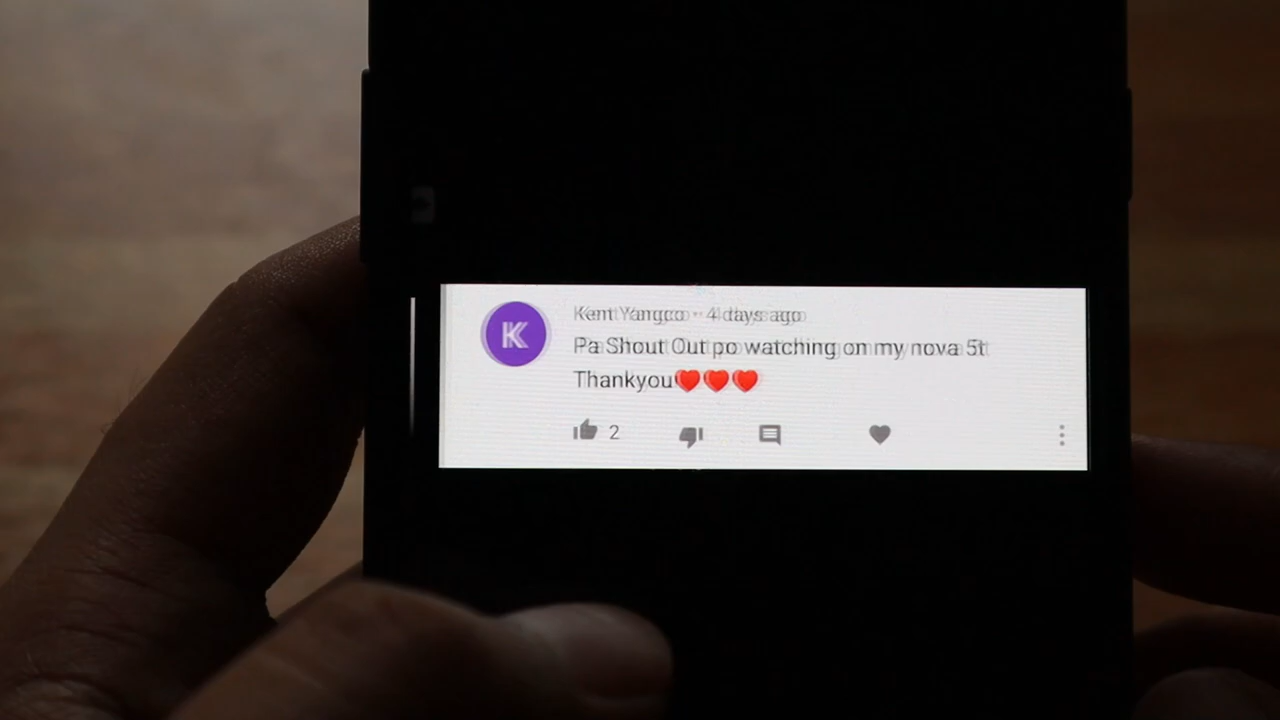 K
Kent Yangco · 4 days ago
Pa Shout Out po watching on my nova 5t
Thankyou❤️❤️❤️
2